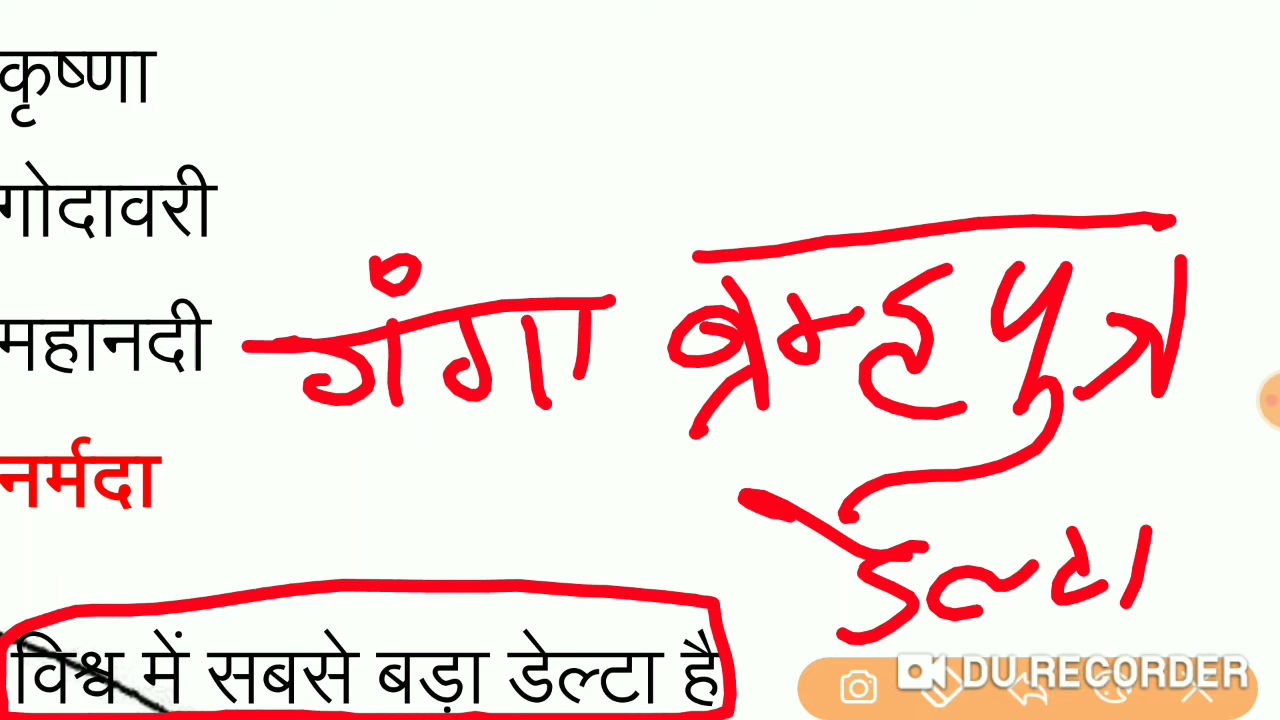 कृष्णा
गोदावरी
महानदी
गंगा ब्रम्हपुत्र
नर्मदा
डेल्टा
विश्व में सबसे बड़ा डेल्टा है
DU RECORDER